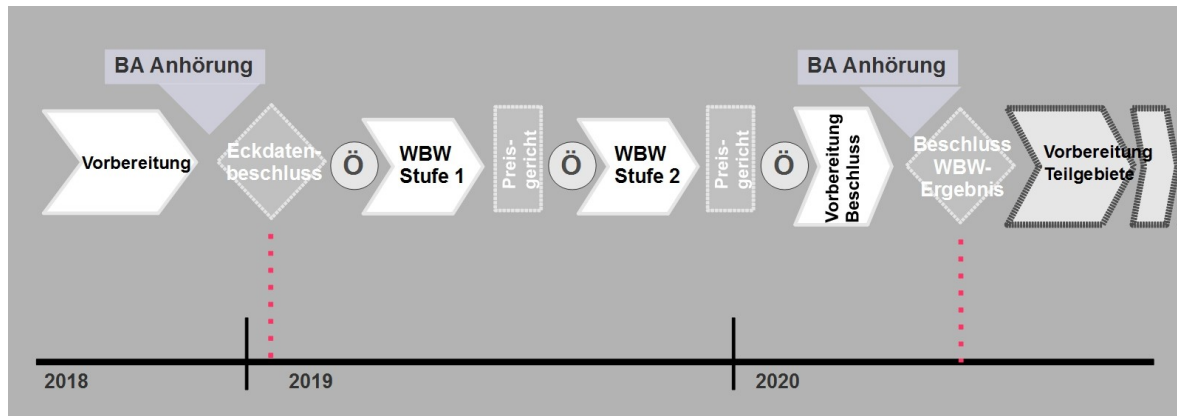 BA Anhörung
BA Anhörung
Vorbereitung
Eckdaten-
beschluss
Ö
WBW
Stufe 1
Preis-
gericht
Ö
WBW
Stufe 2
Preis-
gericht
Ö
Vorbereitung
Beschluss
Beschluss
WBW-
Ergebnis
Vorbereitung
Teilgebiete
2018
2019
2020